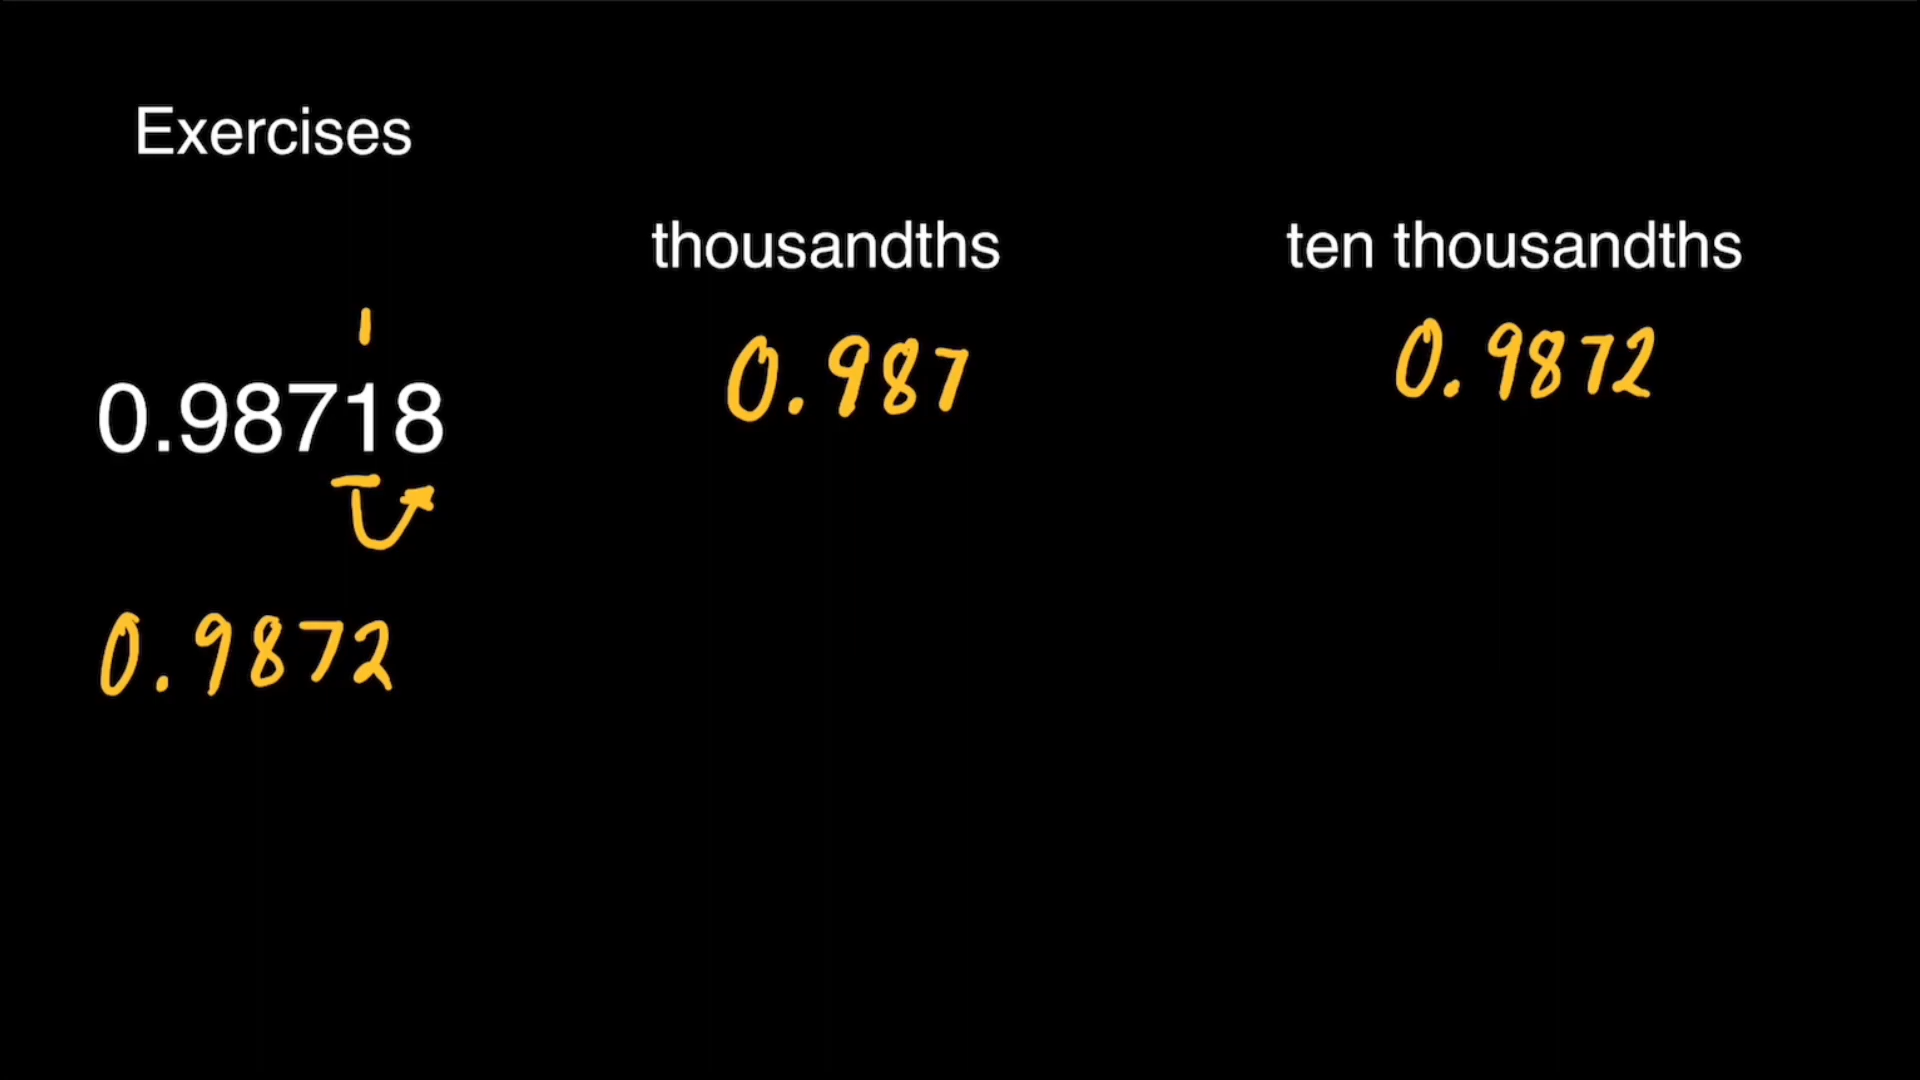 Exercises
thousandths
ten thousandths
1
0.98718
0.987
0.9872
0.9872